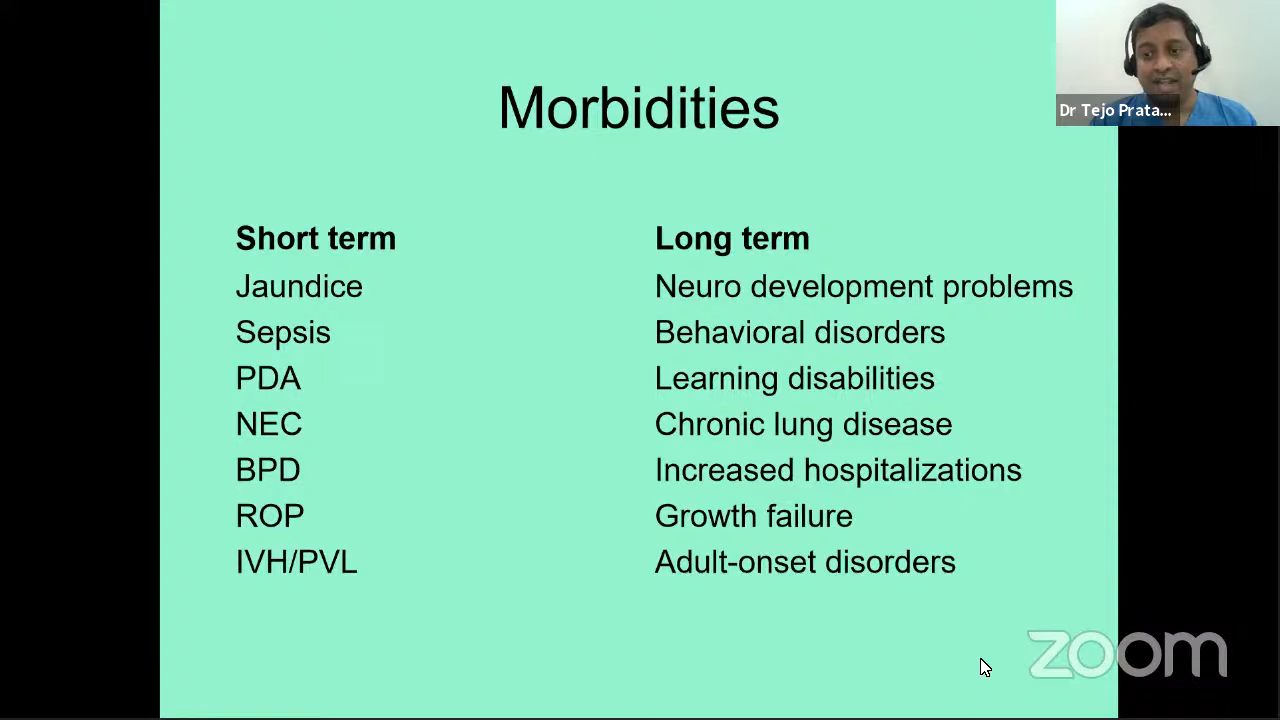 Morbidities
Dr Tejo Prata...
Short term
Jaundice
Sepsis
PDA
NEC
BPD
ROP
IVH/PVL
Long term
Neuro development problems
Behavioral disorders
Learning disabilities
Chronic lung disease
Increased hospitalizations
Growth failure
Adult-onset disorders
zoom